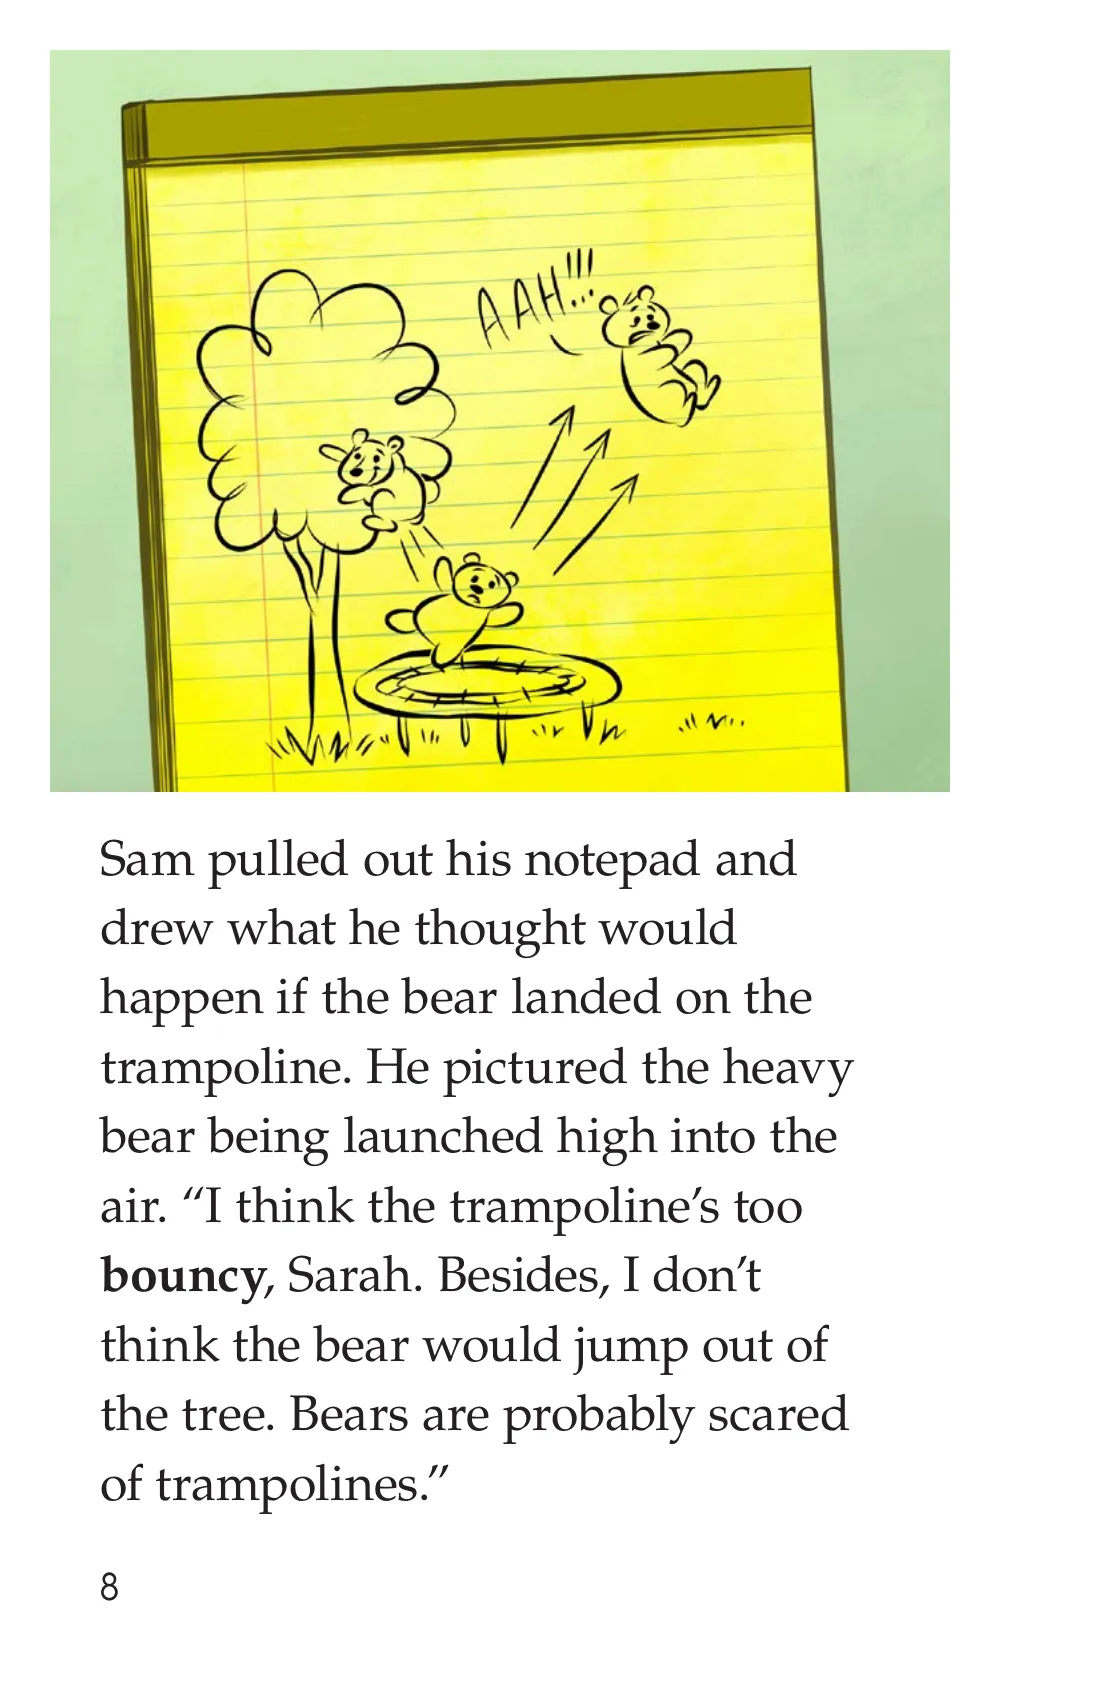 AAH!!!
Sam pulled out his notepad and
drew what he thought would
happen if the bear landed on the
trampoline. He pictured the heavy
bear being launched high into the
air. “I think the trampoline’s too
bouncy, Sarah. Besides, I don’t
think the bear would jump out of
the tree. Bears are probably scared
of trampolines.”
8